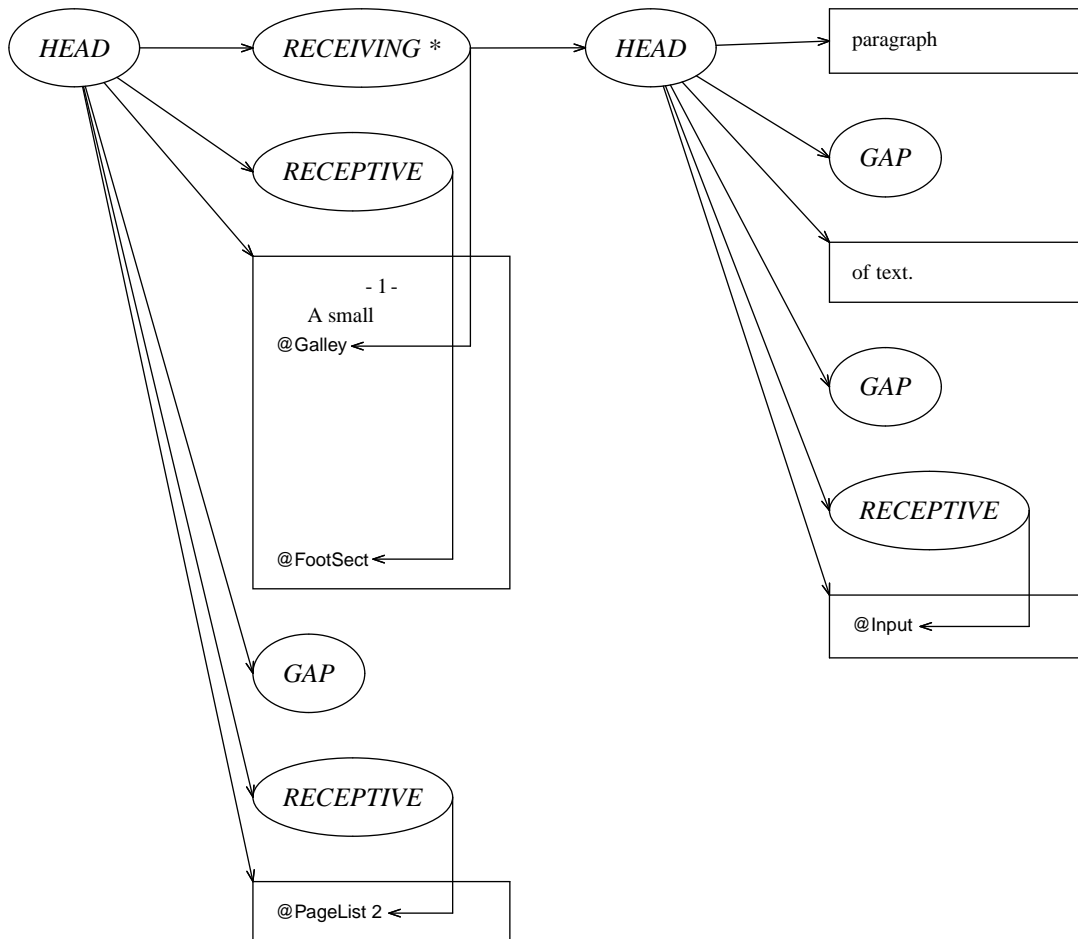 HEAD
RECEIVING *
HEAD
paragraph
RECEPTIVE
GAP
- 1 -
A small
@Galley
of text.
GAP
@FootSect
RECEPTIVE
@Input
GAP
RECEPTIVE
@PageList 2